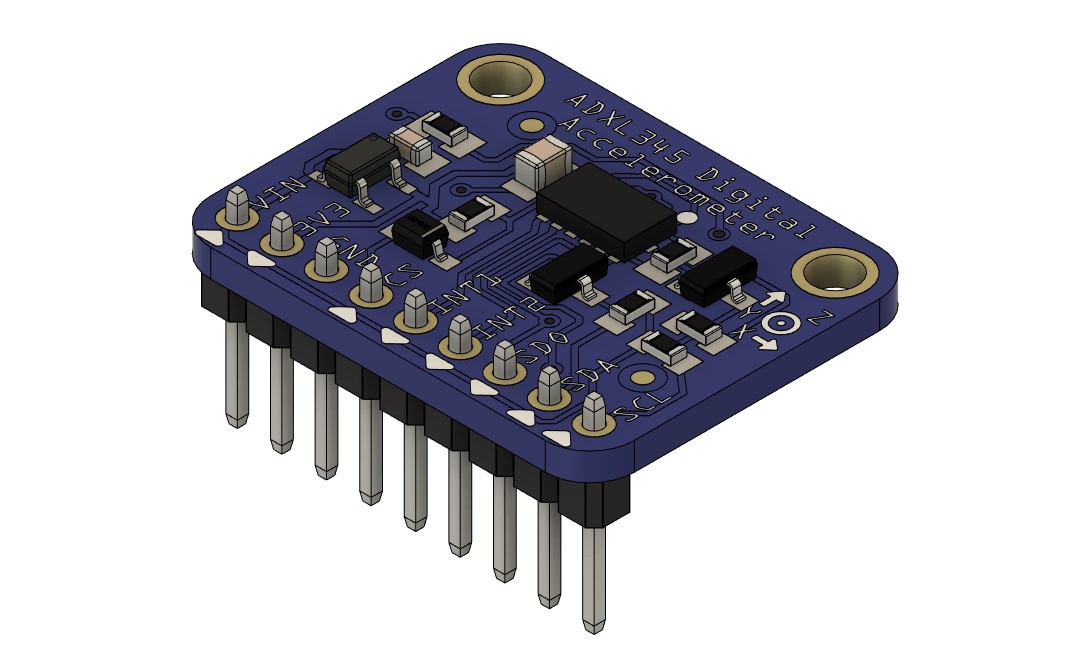 ADXL345 Digital
Accelerometer
VIN
3V3
GND
CS
INT1
INT2
SDO
SDA
SCL
Y
X
Z